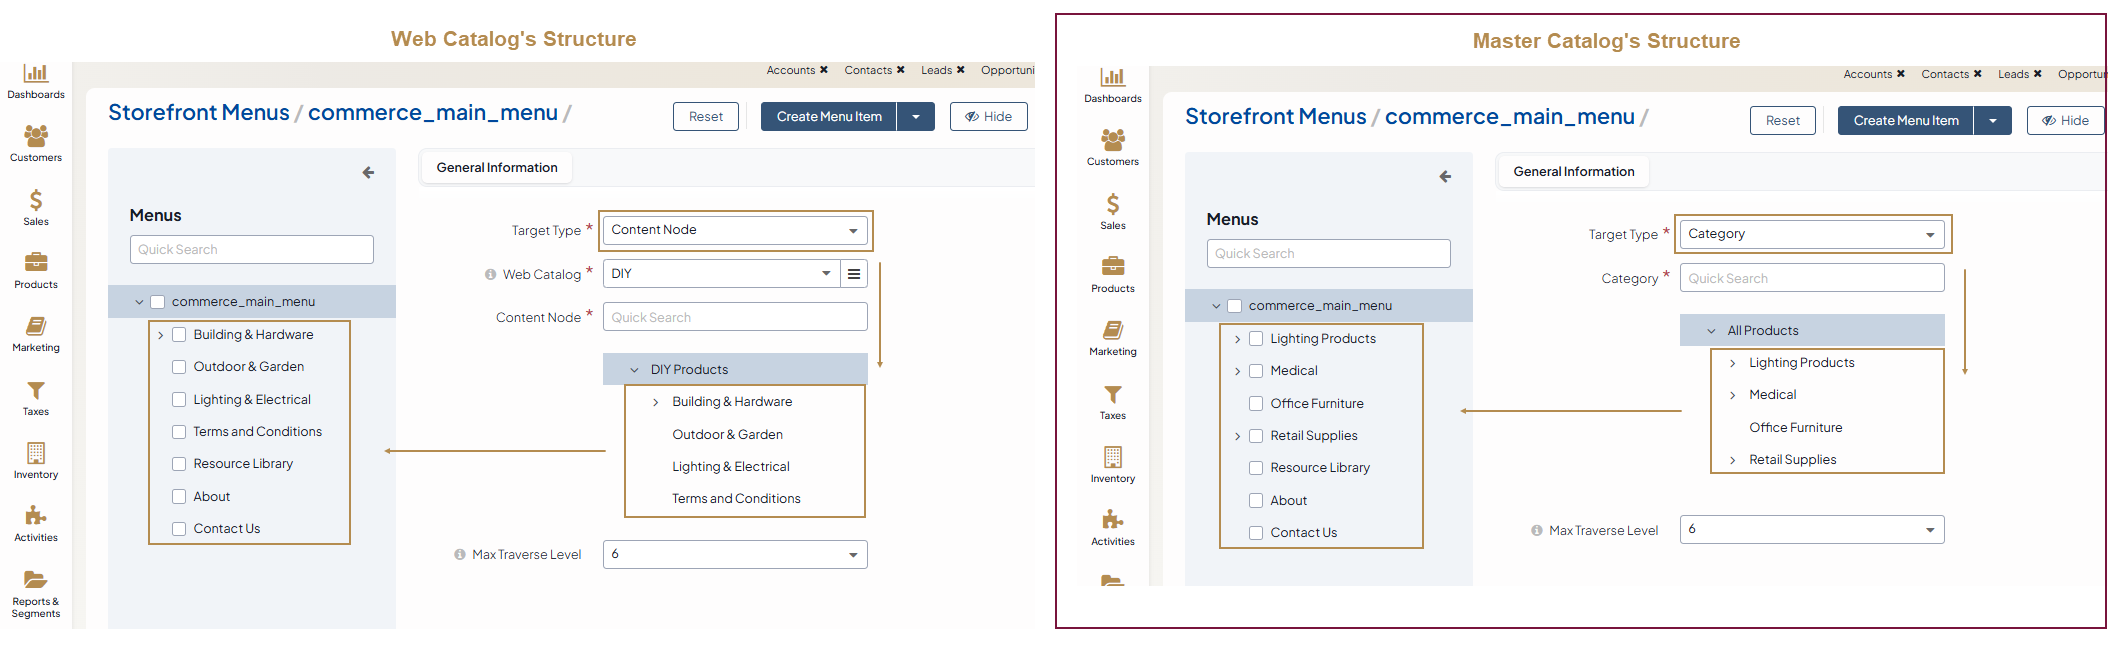 Web Catalog's Structure
Accounts ✖ Contacts ✖ Leads ✖ Opportuni
Dashboards
Customers
Sales
Products
Marketing
Taxes
Inventory
Activities
Reports &
Segments
Storefront Menus / commerce_main_menu /
Reset
Create Menu Item
Hide
Menus
Quick Search
commerce_main_menu
Building & Hardware
Outdoor & Garden
Lighting & Electrical
Terms and Conditions
Resource Library
About
Contact Us
General Information
Target Type * Content Node
Web Catalog * DIY
Content Node * Quick Search
DIY Products
Building & Hardware
Outdoor & Garden
Lighting & Electrical
Terms and Conditions
Max Traverse Level 6
Master Catalog's Structure
Accounts ✖ Contacts ✖ Leads ✖ Opportun
Dashboards
Customers
Sales
Products
Marketing
Taxes
Inventory
Activities
Storefront Menus / commerce_main_menu /
Reset
Create Menu Item
Hide
Menus
Quick Search
commerce_main_menu
Lighting Products
Medical
Office Furniture
Retail Supplies
Resource Library
About
Contact Us
General Information
Target Type * Category
Category * Quick Search
All Products
Lighting Products
Medical
Office Furniture
Retail Supplies
Max Traverse Level 6